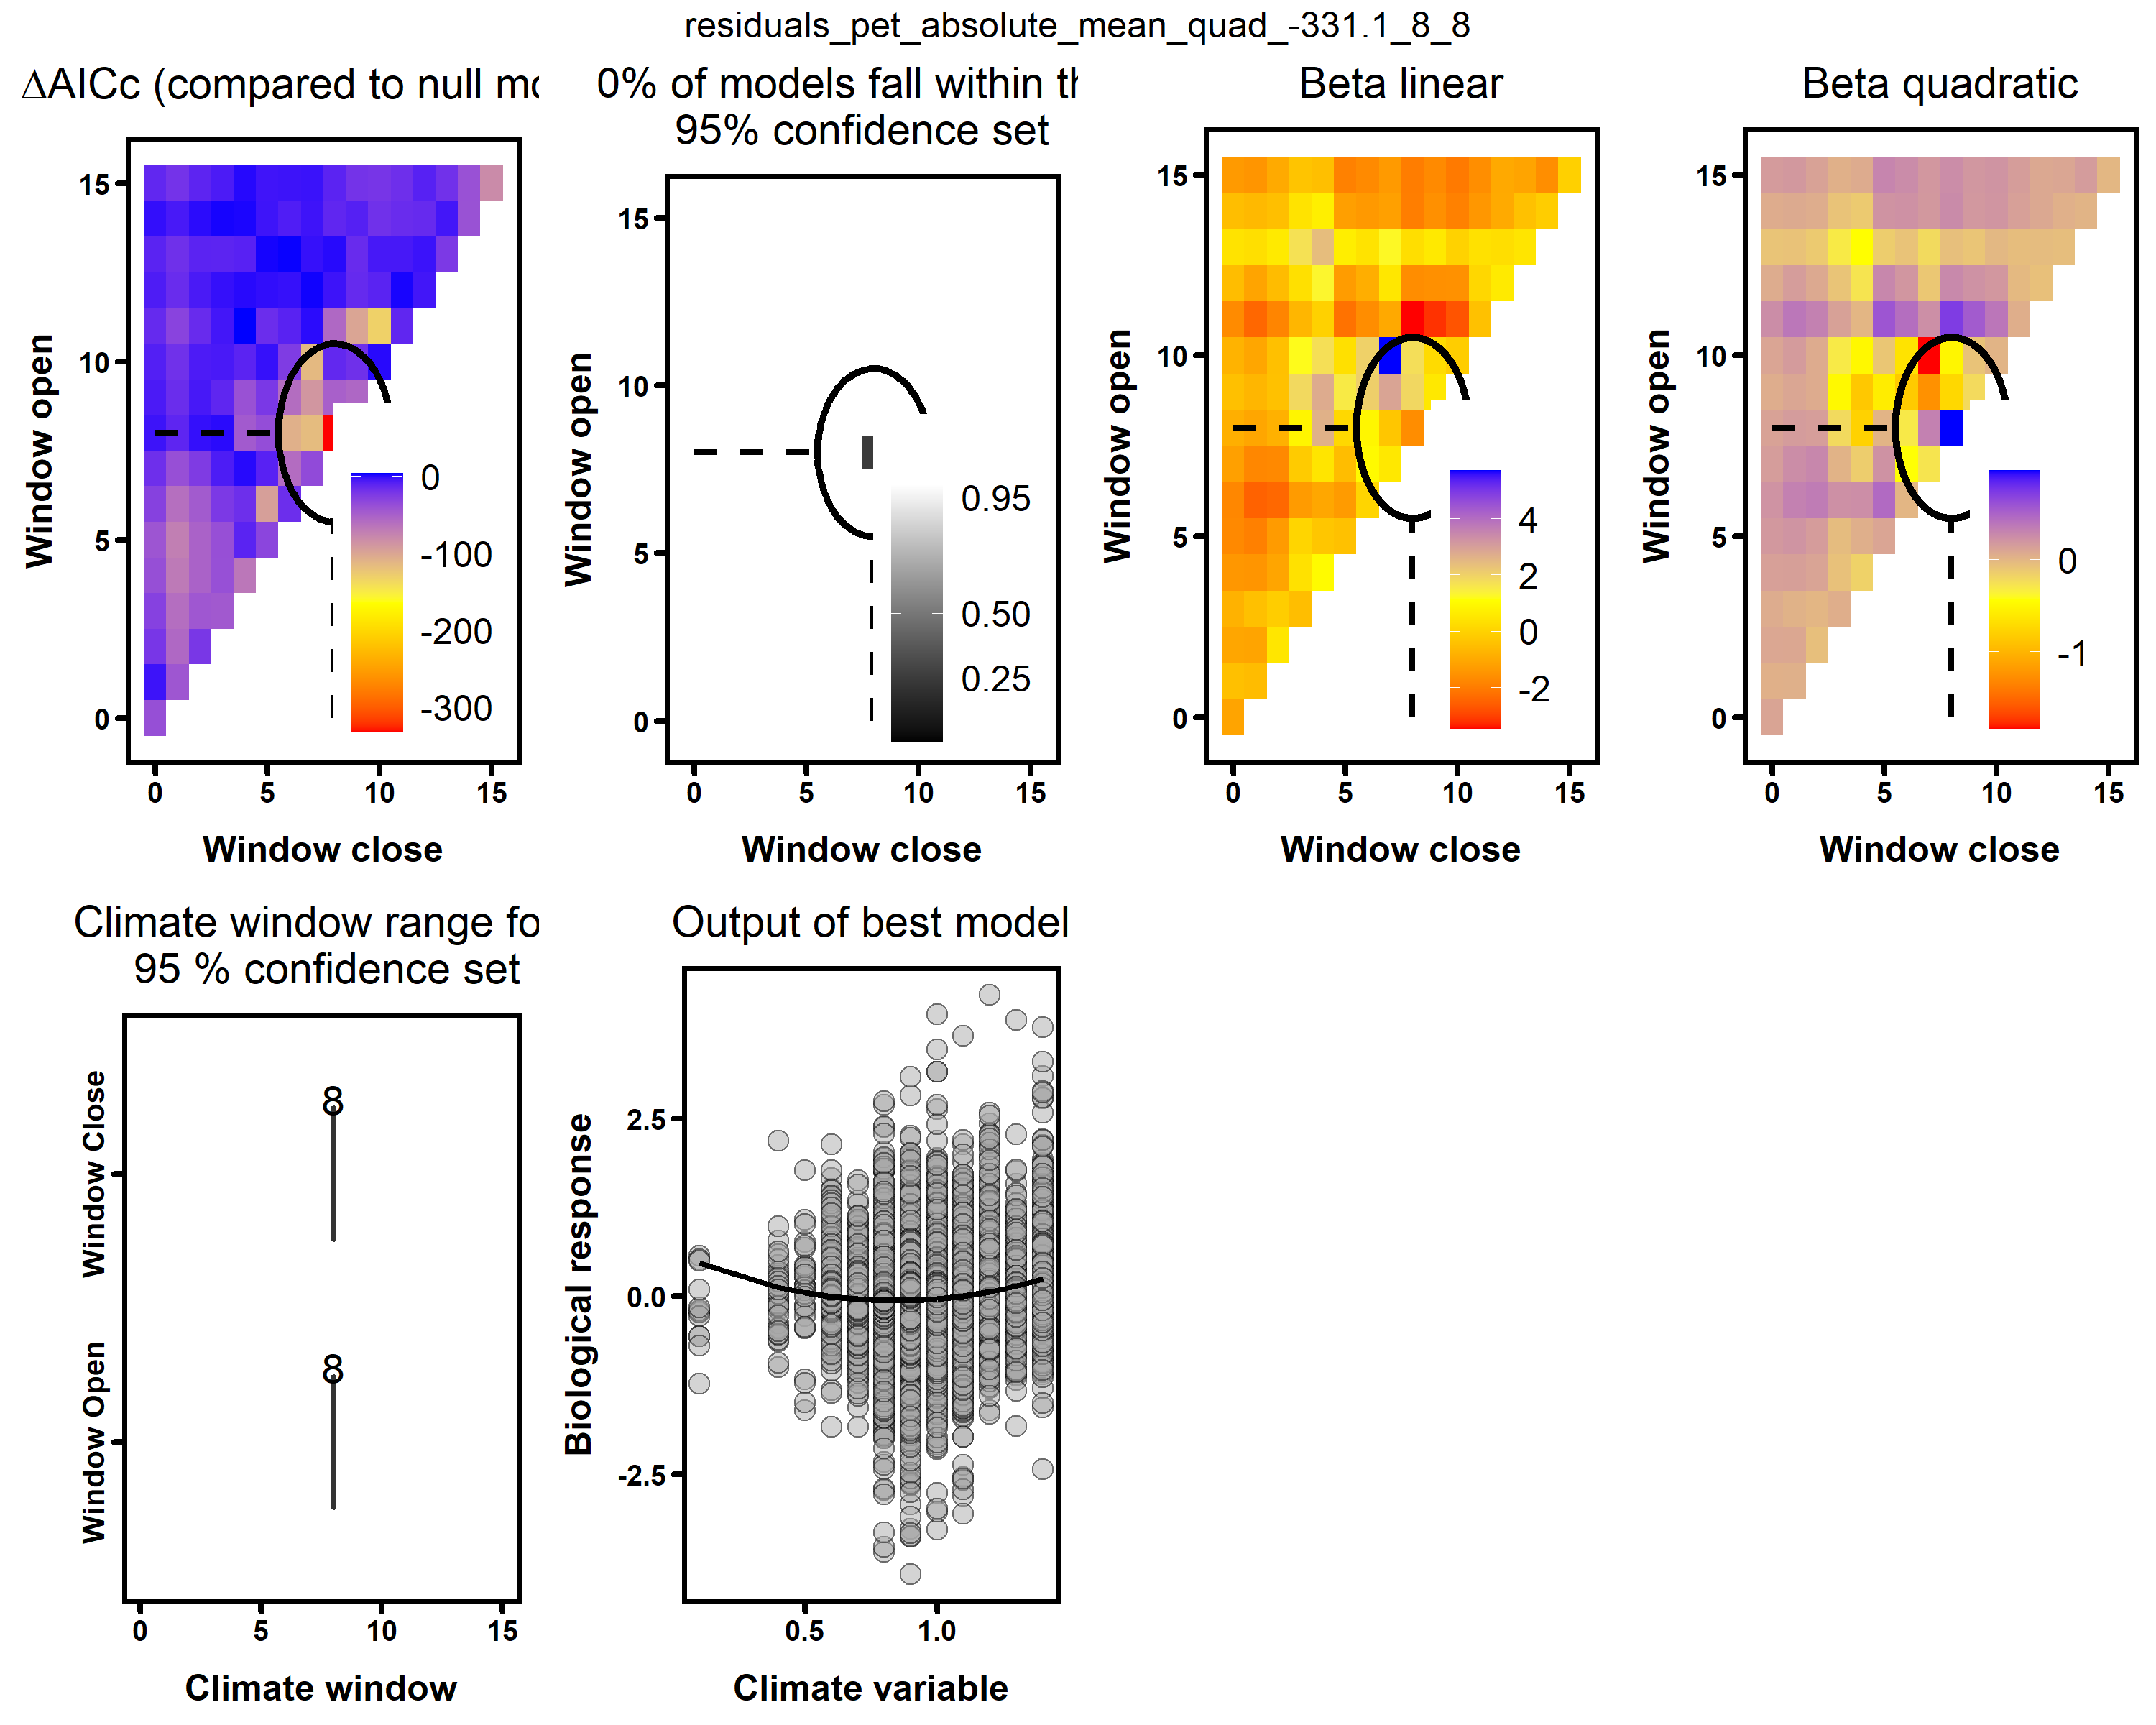 residuals_pet_absolute_mean_quad_-331.1_8_8
ΔAICc (compared to null mo
15
10
5
0
0
-100
-200
-300
0 5 10 15
Window open
Window close
0% of models fall within th
95% confidence set
15
10
5
0
0.95
0.50
0.25
0 5 10 15
Window open
Window close
Beta linear
15
10
5
0
4
2
0
-2
0 5 10 15
Window open
Window close
Beta quadratic
15
10
5
0
0
-1
0 5 10 15
Window open
Window close
Climate window range fo
95 % confidence set
Window Close
8
Window Open
8
0 5 10 15
Climate window
Output of best model
2.5
0.0
-2.5
0.5 1.0
Biological response
Climate variable